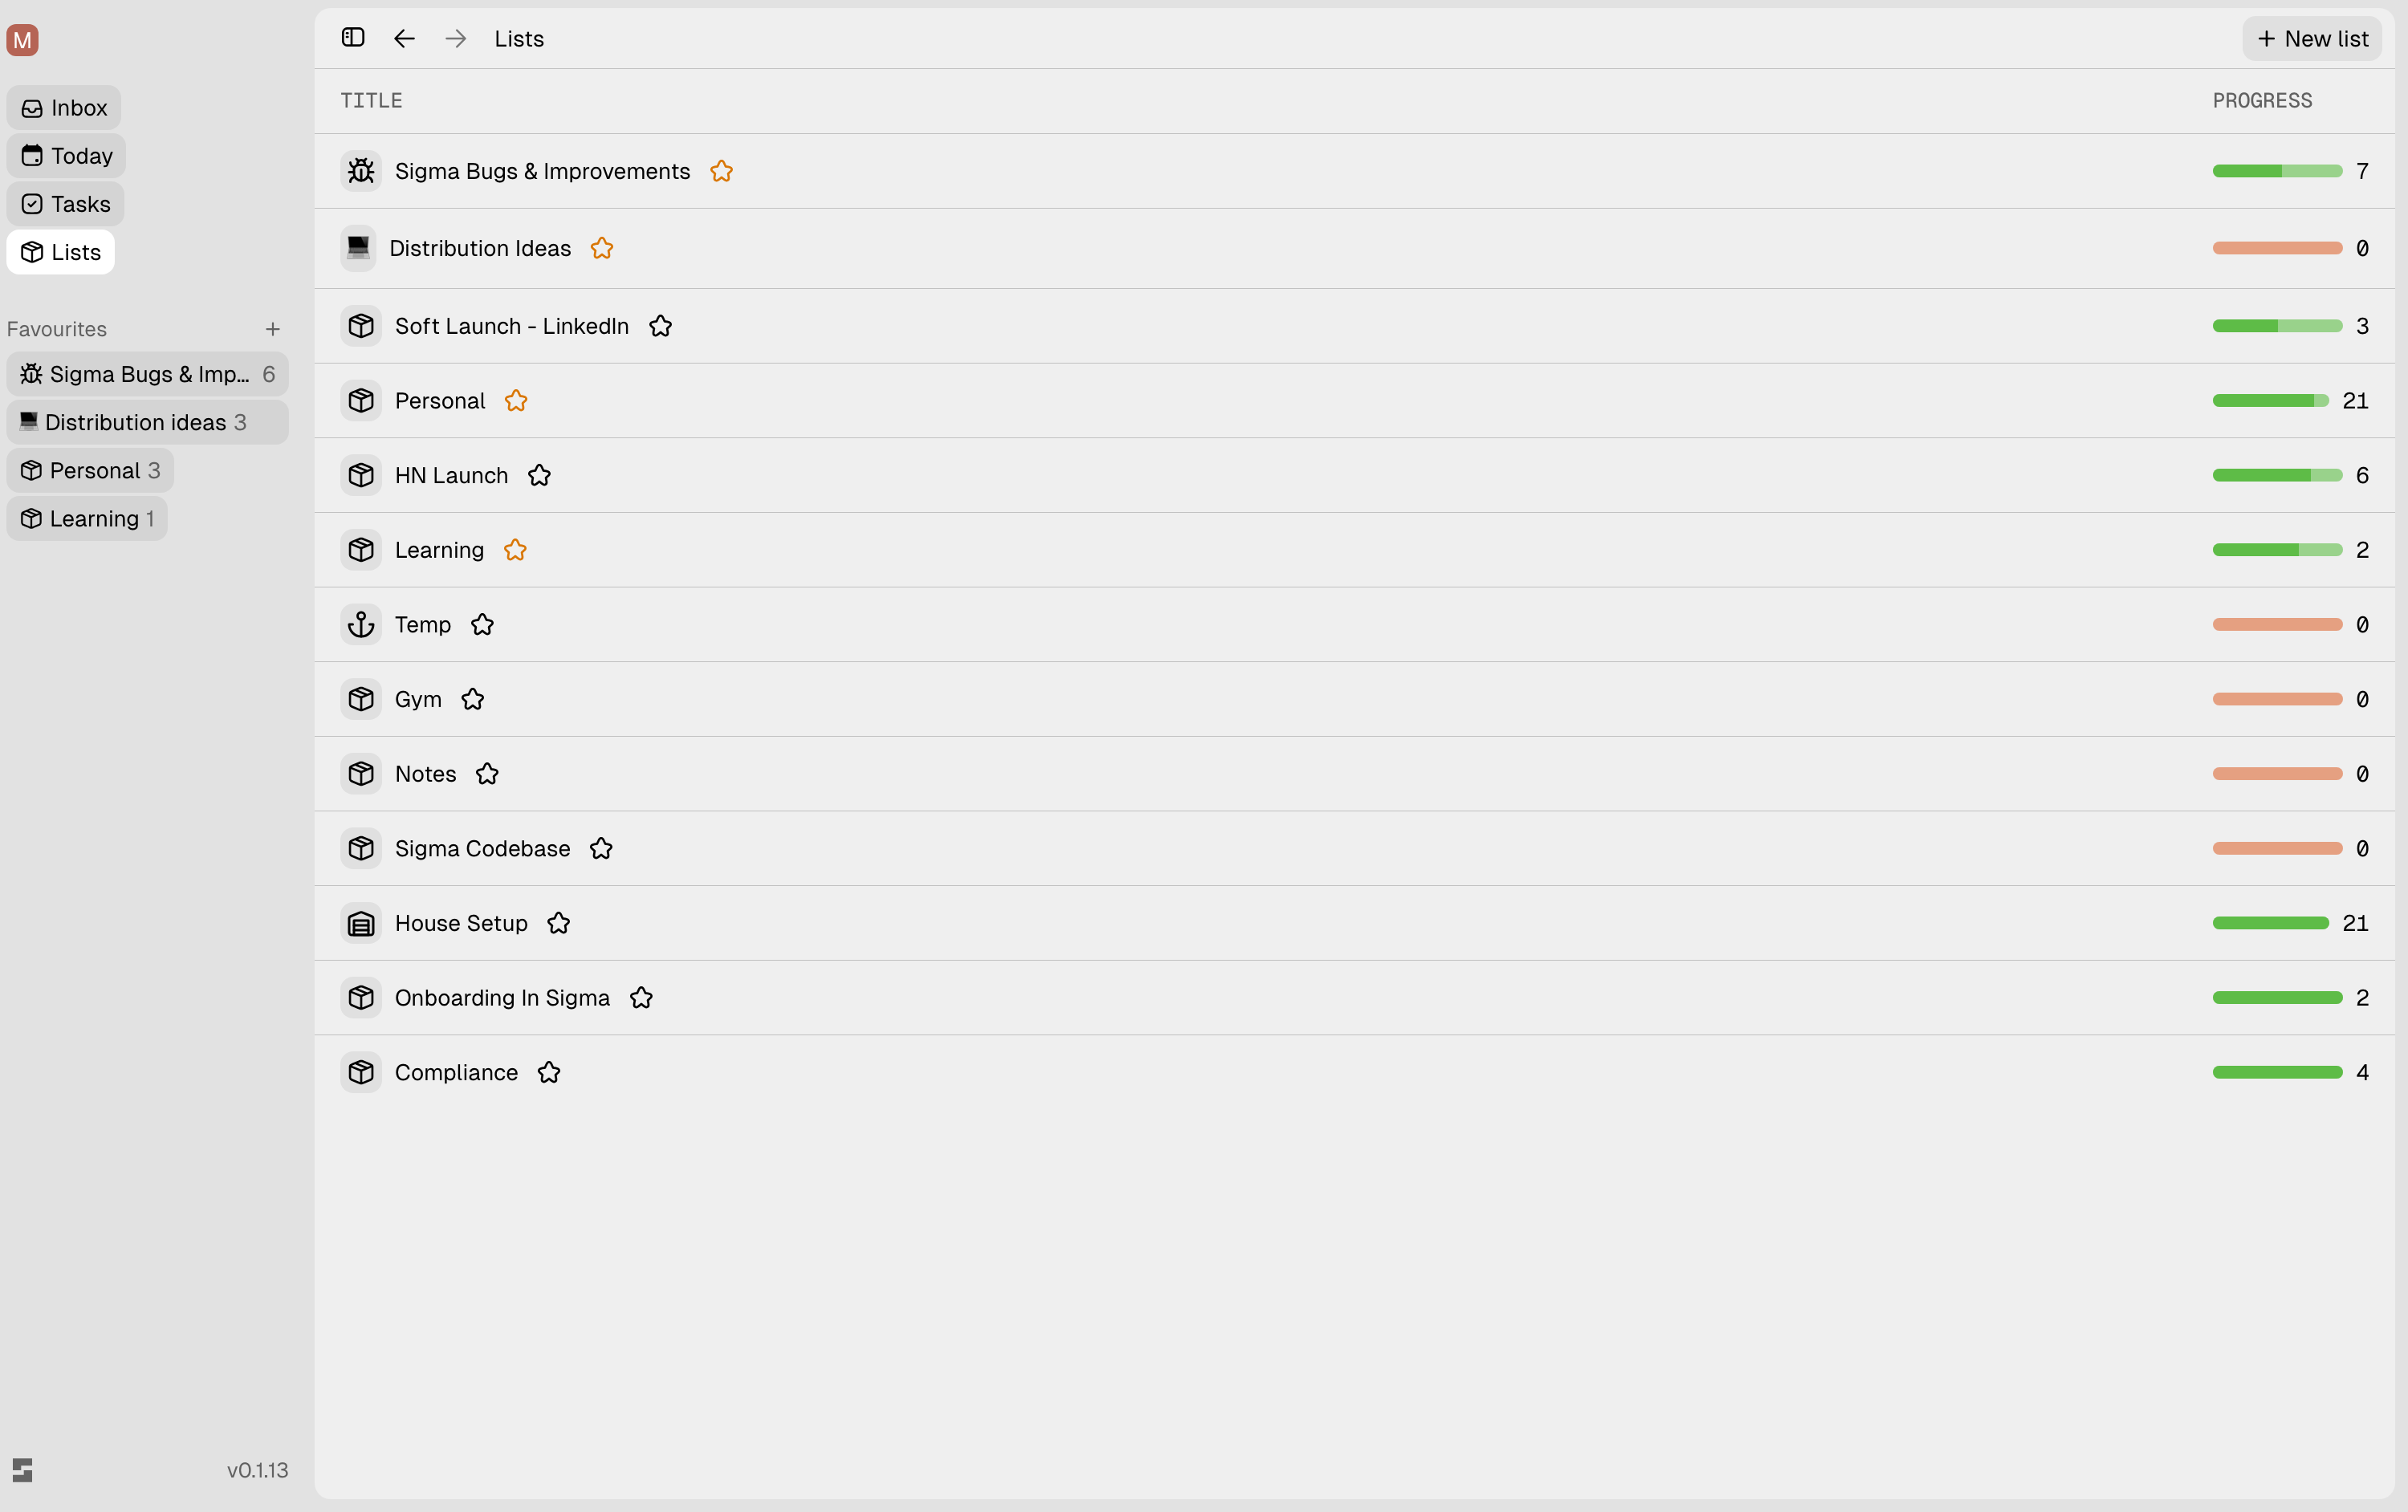 M
Inbox
Today
Tasks
Lists
Favourites
Sigma Bugs & Imp... 6
Distribution ideas 3
Personal 3
Learning 1
v0.1.13
Lists
New list
TITLE PROGRESS
Sigma Bugs & Improvements 7
Distribution Ideas 0
Soft Launch - LinkedIn 3
Personal 21
HN Launch 6
Learning 2
Temp 0
Gym 0
Notes 0
Sigma Codebase 0
House Setup 21
Onboarding In Sigma 2
Compliance 4